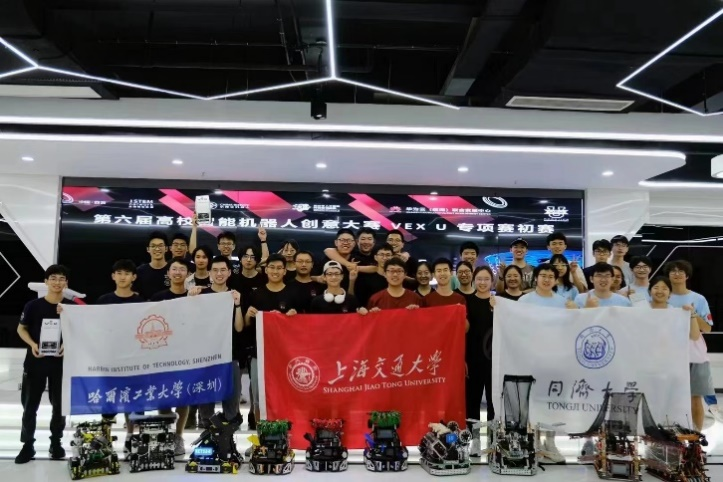 第六届高校智能机器人创意大赛 VEX U 专项赛初赛
HARBIN INSTITUTE OF TECHNOLOGY, SHENZHEN
哈爾濱工業大學(深圳)
上海交通大学
SHANGHAI JIAO TONG UNIVERSITY
同濟大學
TONGJI UNIVERSITY